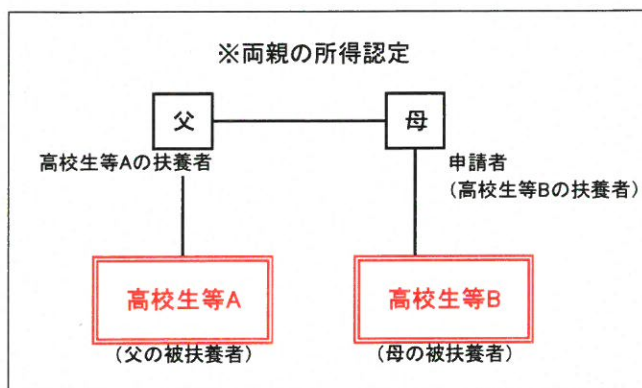 ※両親の所得認定
父
母
高校生等Aの扶養者
申請者
(高校生等Bの扶養者)
高校生等A
高校生等B
(父の被扶養者)
(母の被扶養者)